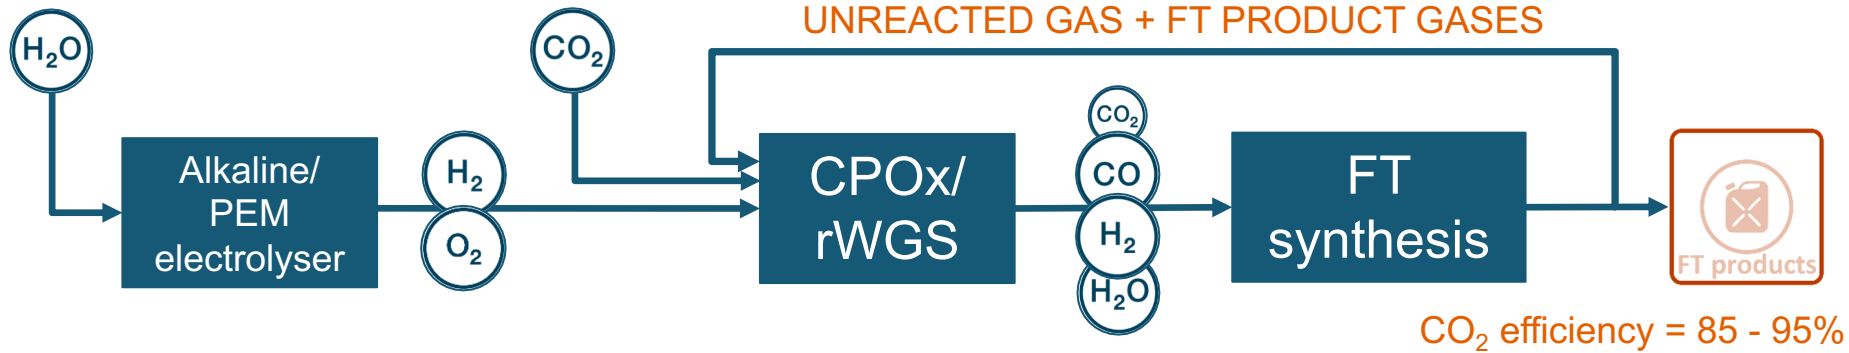 UNREACTED GAS + FT PRODUCT GASES
H₂O
CO₂
Alkaline/
PEM
electrolyser
H₂
O₂
CPOx/
rWGS
CO₂
CO
H₂
H₂O
FT
synthesis
FT products
CO₂ efficiency = 85 - 95%